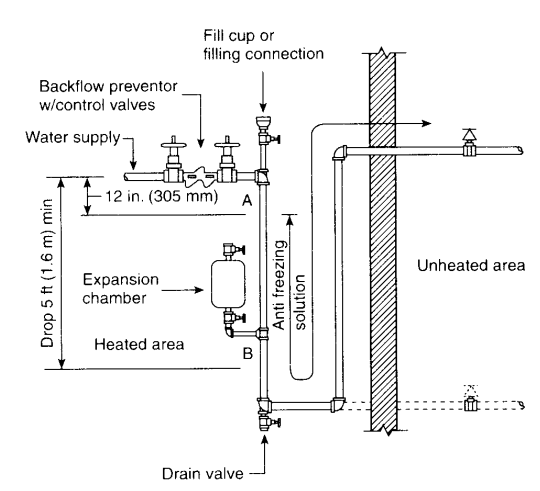 Fill cup or
filling connection
Backflow preventor
w/control valves
Water supply
A
12 in. (305 mm)
Drop 5 ft (1.6 m) min
Anti freezing
solution
Unheated area
Expansion
chamber
Heated area
B
Drain valve